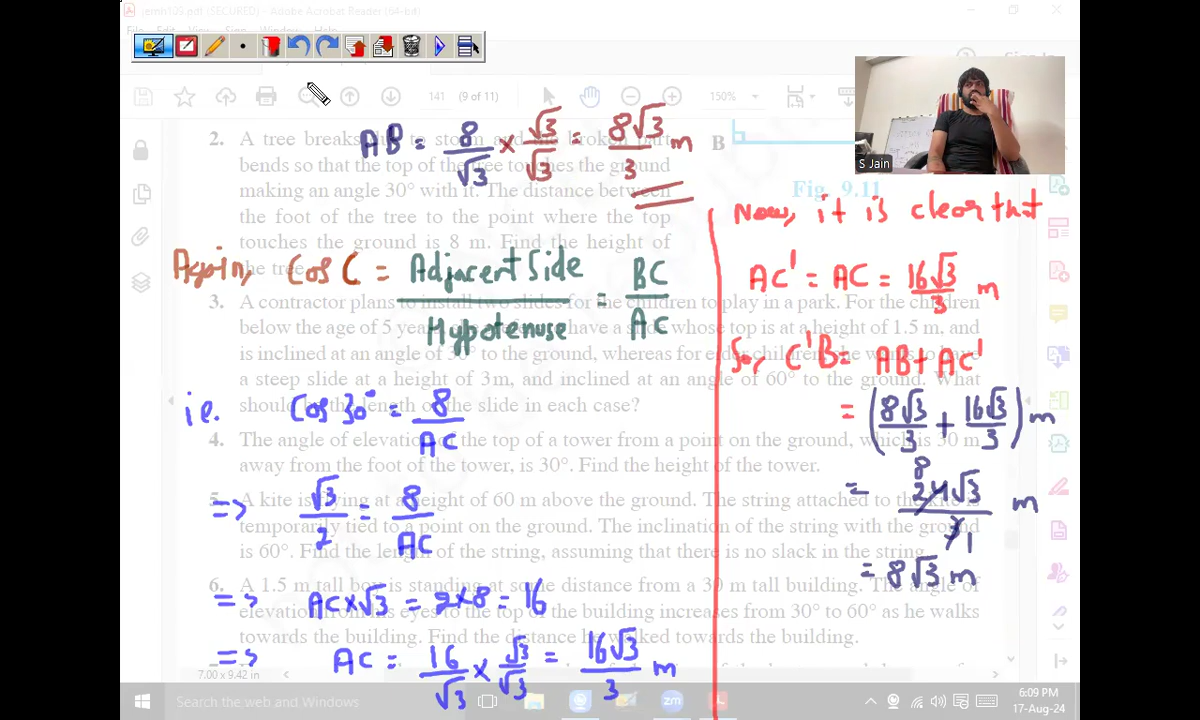 jemh105.pdf (SECURED) - Adobe Acrobat Reader (64-bit)
141 (9 of 11)
150%
S Jain
2. A tree breaks due to storm and the broken part
bends so that the top of the tree touches the ground
making an angle 30° with it. The distance between
the foot of the tree to the point where the top
touches the ground is 8 m. Find the height of
the tree.
B
Fig. 9.11
3. A contractor plans to install two slides for the children to play in a park. For the children
below the age of 5 years, have a slide whose top is at a height of 1.5 m, and
is inclined at an angle of 30° to the ground, whereas for elder children, he wants to have
a steep slide at a height of 3m, and inclined at an angle of 60° to the ground. What
should be the length of the slide in each case?
4. The angle of elevation of the top of a tower from a point on the ground, which is 30 m
away from the foot of the tower, is 30°. Find the height of the tower.
5. A kite is flying at a height of 60 m above the ground. The string attached to the kite is
temporarily tied to a point on the ground. The inclination of the string with the ground
is 60°. Find the length of the string, assuming that there is no slack in the string.
6. A 1.5 m tall boy is standing at some distance from a 30 m tall building. The angle of
elevation from his eyes to the top of the building increases from 30° to 60° as he walks
towards the building. Find the distance he walked towards the building.
AB = 8/√3 × √3/√3 = 8√3/3 m
Again, Cos C = Adjacent Side/Hypotenuse = BC/AC
i.e. Cos 30° = 8/AC
=> √3/2 = 8/AC
=> AC×√3 = 2×8 = 16
=> AC = 16/√3 × √3/√3 = 16√3/3 m
Now, it is clear that
AC' = AC = 16√3/3 m
So, C'B = AB + AC'
= (8√3/3 + 16√3/3) m
= 8 24√3/3 1 m
= 8√3 m
7.00 x 9.42 in
Search the web and Windows
zm
6:09 PM
17-Aug-24